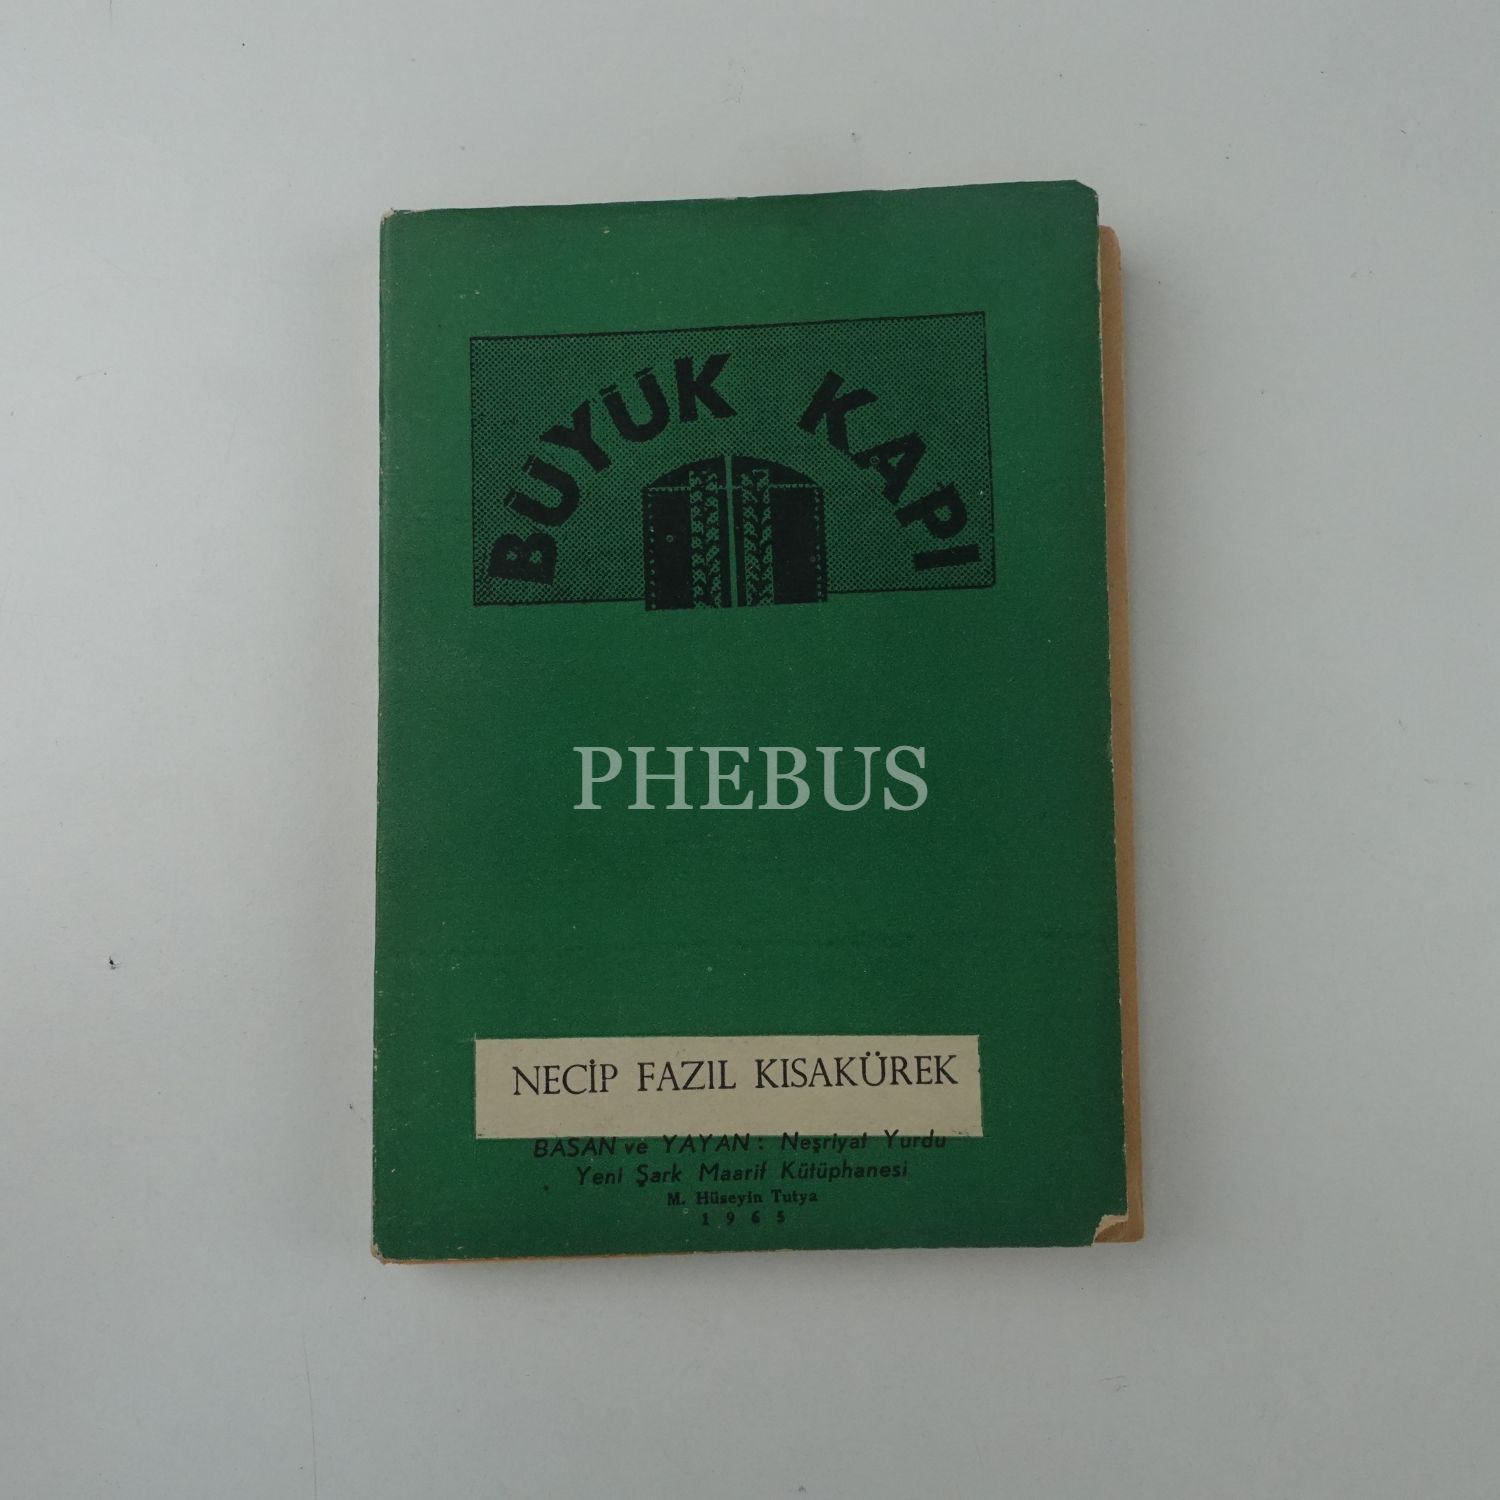 BÜYÜK KAPI
PHEBUS
NECİP FAZIL KISAKÜREK
BASAN ve YAYAN : Neşriyat Yurdu
Yeni Şark Maarif Kütüphanesi
M. Hüseyin Tutya
1965